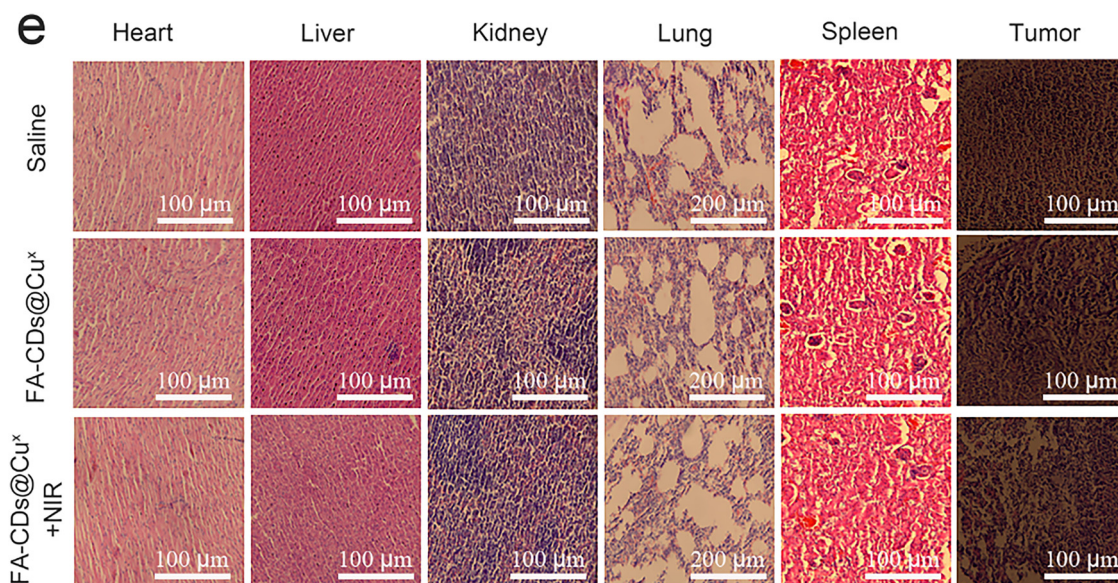 e
Heart Liver Kidney Lung Spleen Tumor
Saline
100 µm 100 µm 100 µm 200 µm 100 µm 100 µm
FA-CDs@Cuˣ
100 µm 100 µm 100 µm 200 µm 100 µm 100 µm
FA-CDs@Cuˣ
+NIR
100 µm 100 µm 100 µm 200 µm 100 µm 100 µm